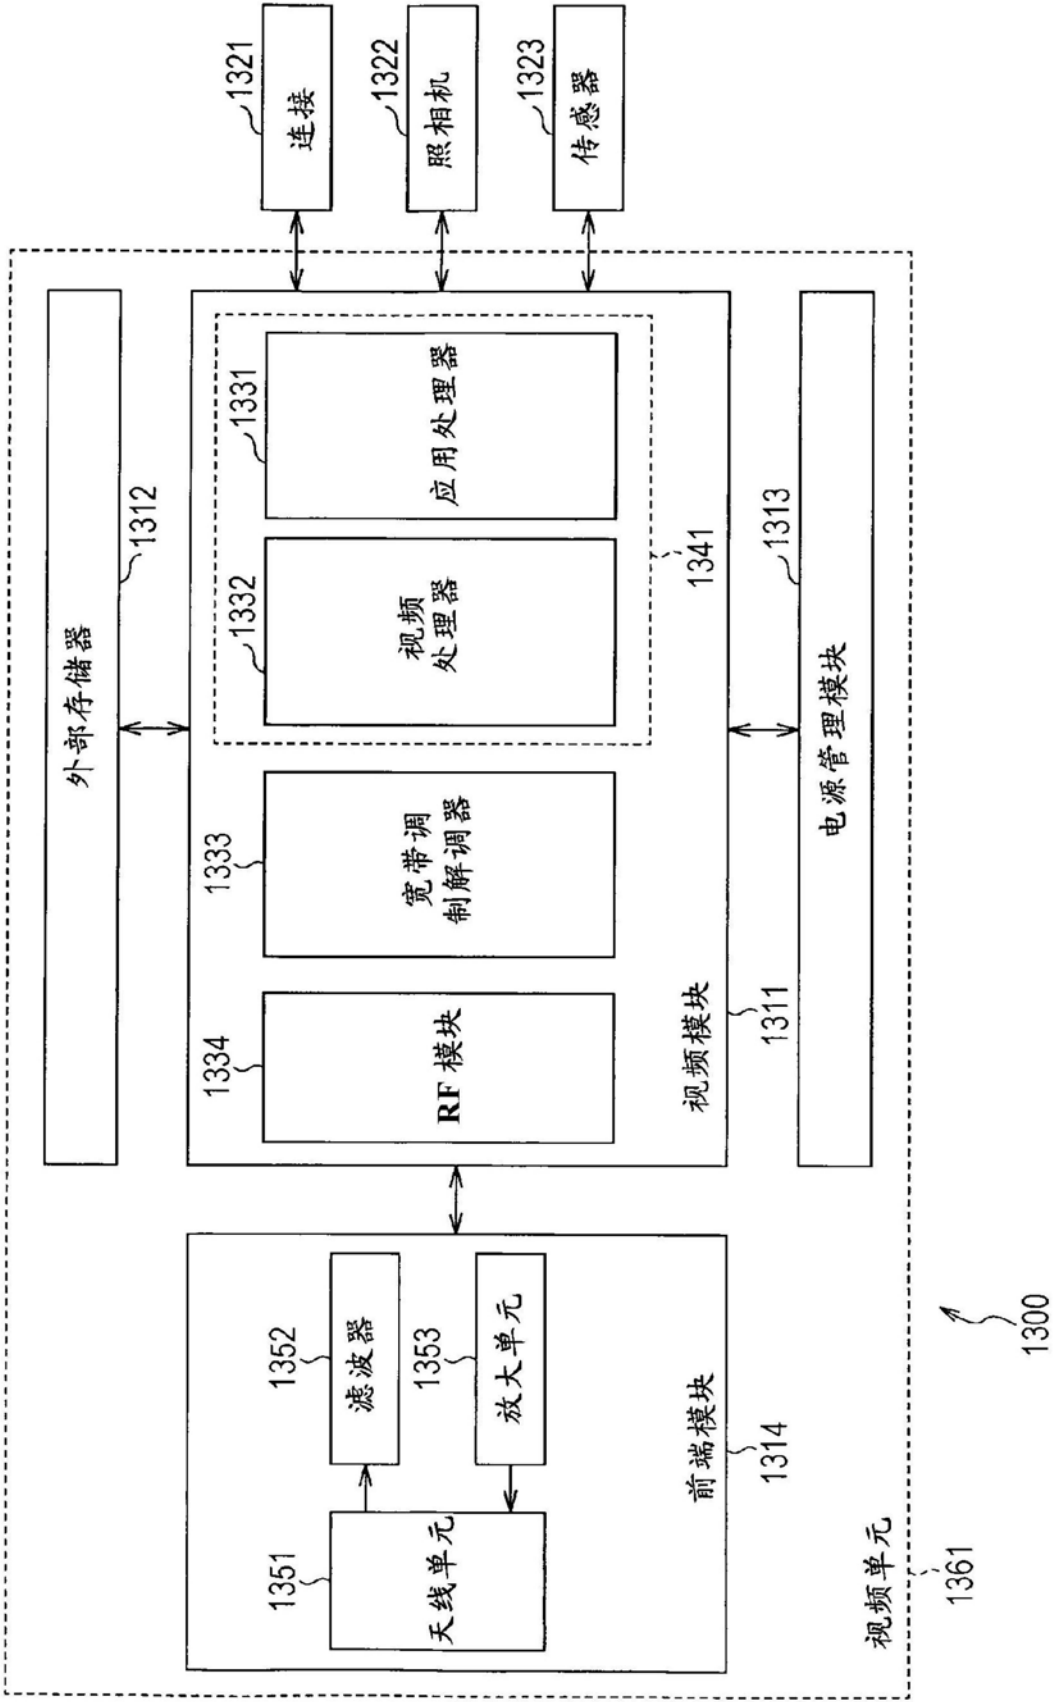 外部存储器
1312
1321
连接
1322
照相机
1323
传感器
1334
RF 模块
1333
宽带调
制解调器
1332
视频
处理器
1331
应用处理器
1341
视频模块
1311
1313
电源管理模块
1351
天线单元
1352
滤波器
1353
放大单元
前端模块
1314
视频单元
1361
1300